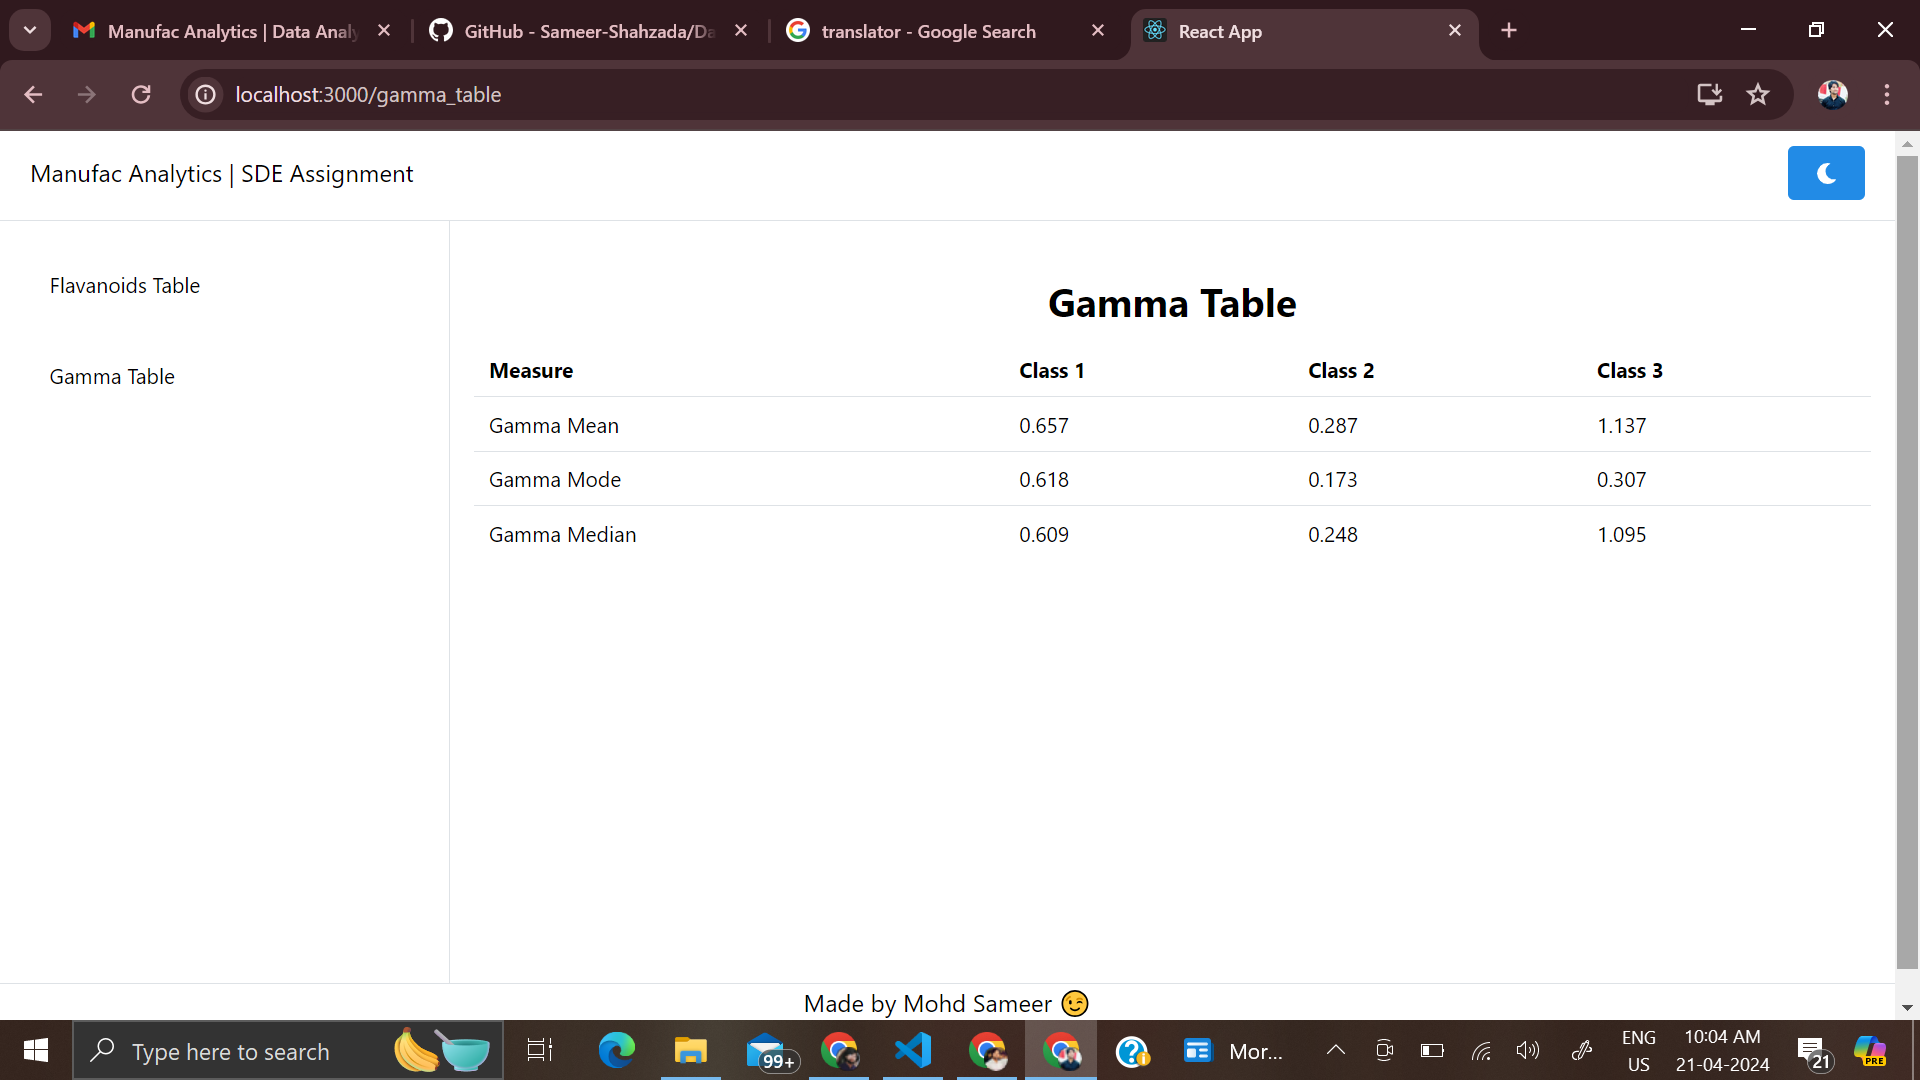 Manufac Analytics | Data Analy
GitHub - Sameer-Shahzada/Da
translator - Google Search
React App
localhost:3000/gamma_table
Manufac Analytics | SDE Assignment
Flavanoids Table
Gamma Table
Gamma Table
Measure Class 1 Class 2 Class 3
Gamma Mean 0.657 0.287 1.137
Gamma Mode 0.618 0.173 0.307
Gamma Median 0.609 0.248 1.095
Made by Mohd Sameer 😉
Type here to search
99+
Mor...
ENG
US
10:04 AM
21-04-2024
21
PRE